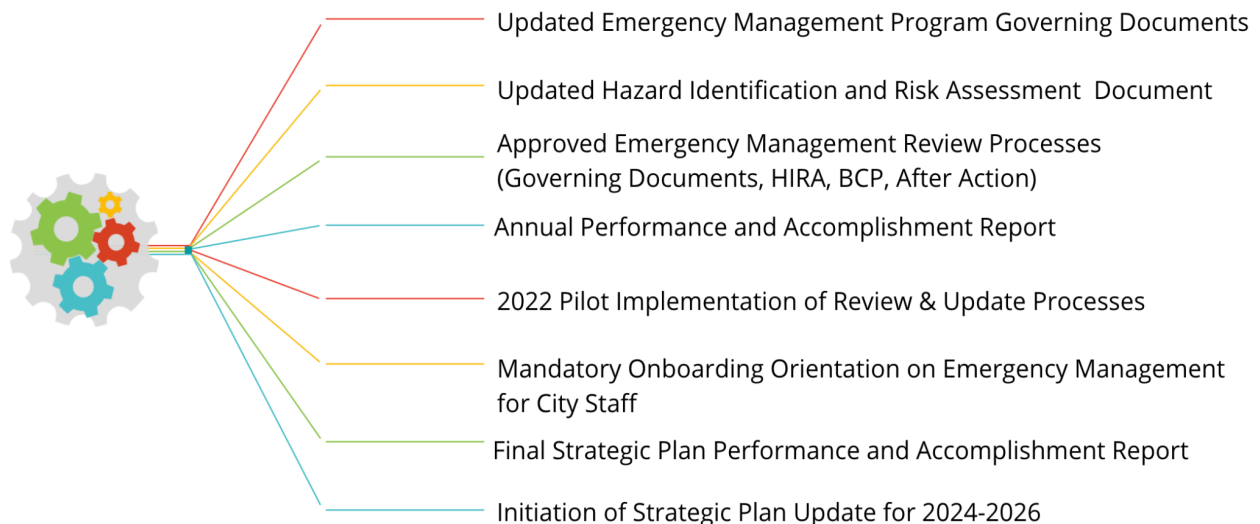 Updated Emergency Management Program Governing Documents
Updated Hazard Identification and Risk Assessment Document
Approved Emergency Management Review Processes
(Governing Documents, HIRA, BCP, After Action)
Annual Performance and Accomplishment Report
2022 Pilot Implementation of Review & Update Processes
Mandatory Onboarding Orientation on Emergency Management
for City Staff
Final Strategic Plan Performance and Accomplishment Report
Initiation of Strategic Plan Update for 2024-2026